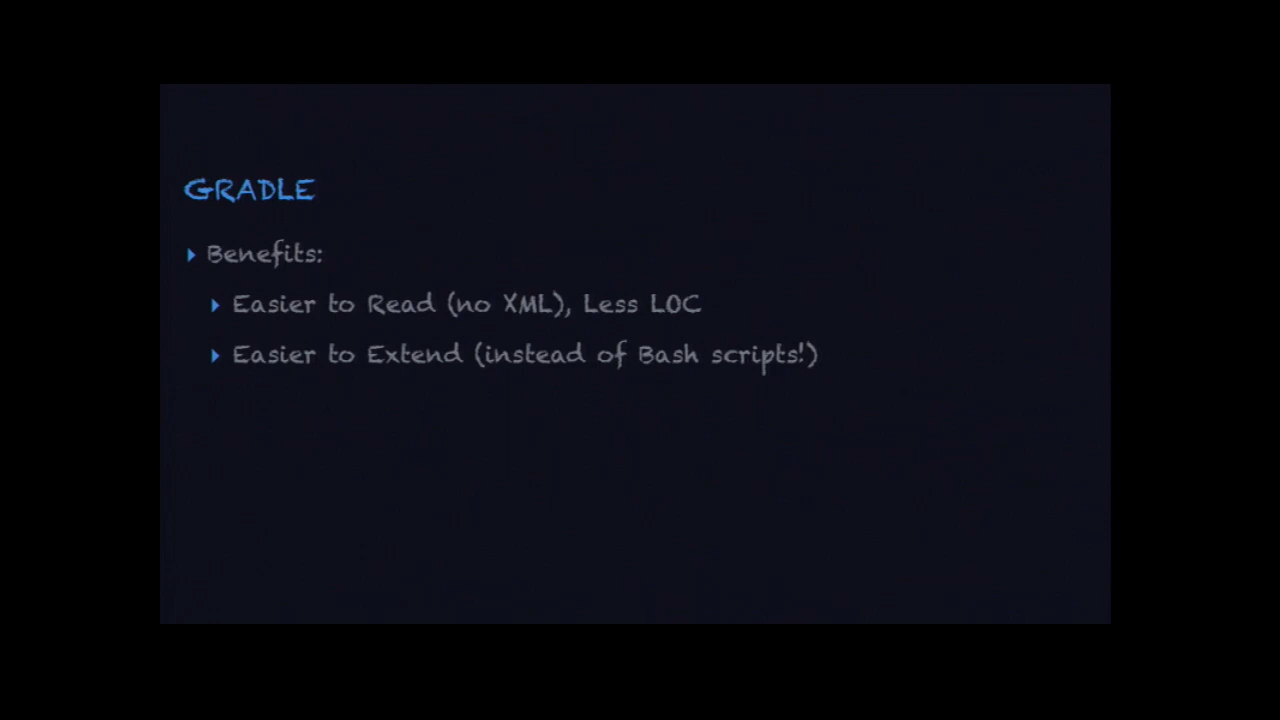 GRADLE
Benefits:
Easier to Read (no XML), Less LOC
Easier to Extend (instead of Bash scripts!)